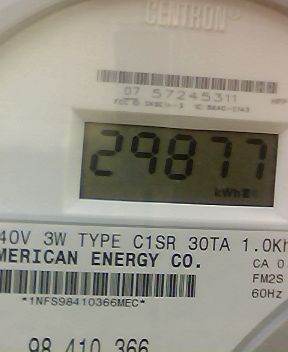 CENTRON®
07 57245311
29877
kWh
40V 3W TYPE C1SR 30TA 1.0Kh
MERICAN ENERGY CO.
CA 0.
FM2S
*1NFS98410366MEC*
60Hz
98 410 366